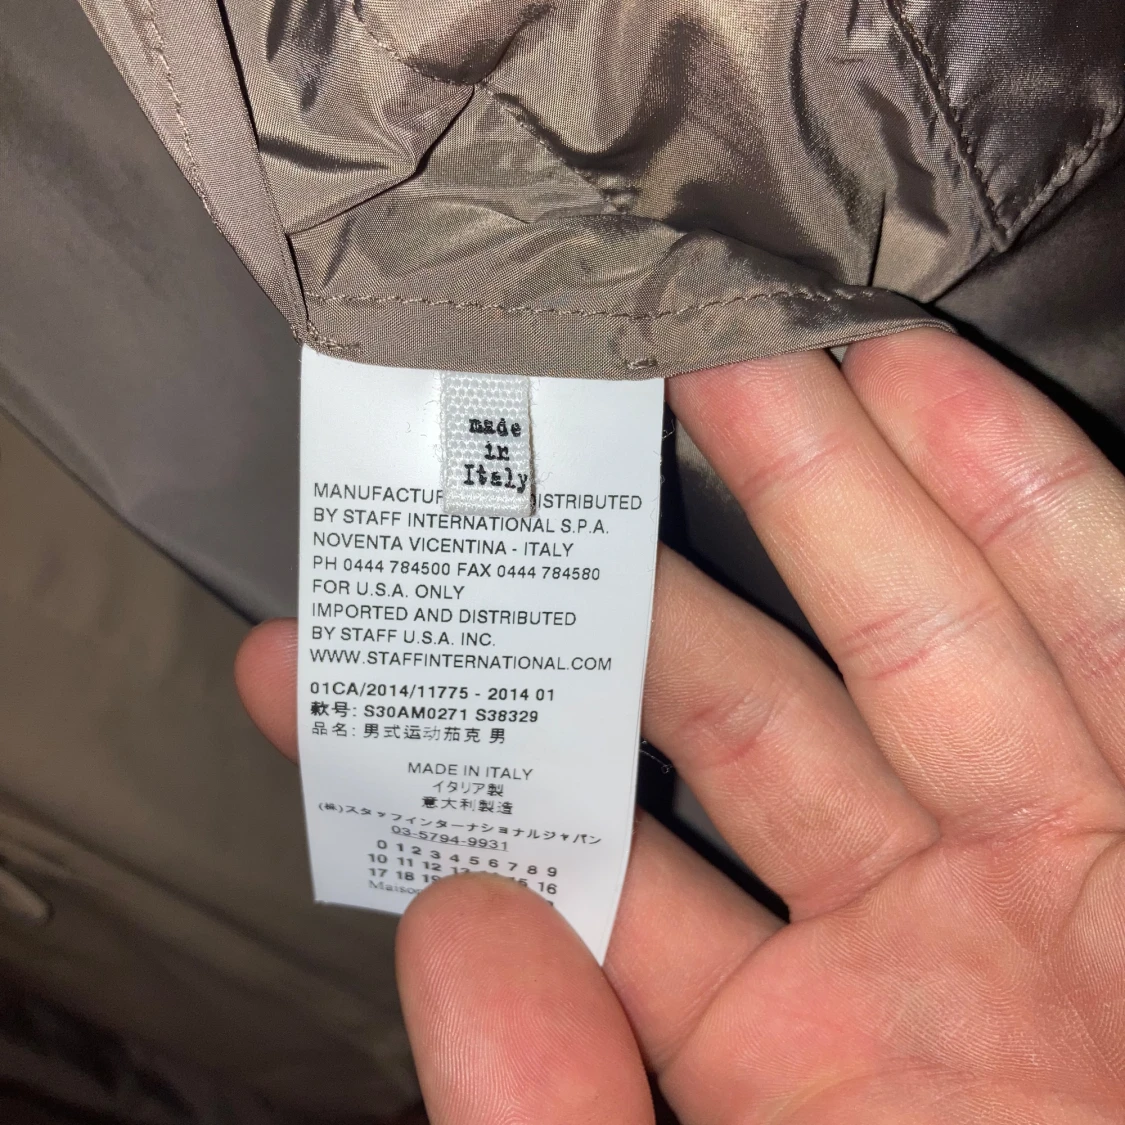 made
in
Italy
MANUFACTUR DISTRIBUTED
BY STAFF INTERNATIONAL S.P.A.
NOVENTA VICENTINA - ITALY
PH 0444 784500 FAX 0444 784580
FOR U.S.A. ONLY
IMPORTED AND DISTRIBUTED
BY STAFF U.S.A. INC.
WWW.STAFFINTERNATIONAL.COM
01CA/2014/11775 - 2014 01
款号: S30AM0271 S38329
品名: 男式运动茄克 男
MADE IN ITALY
イタリア製
意大利製造
(株)スタッフインターナショナルジャパン
03-5794-9931
0 1 2 3 4 5 6 7 8 9
10 11 12 13 15 16
17 18 19
Maison